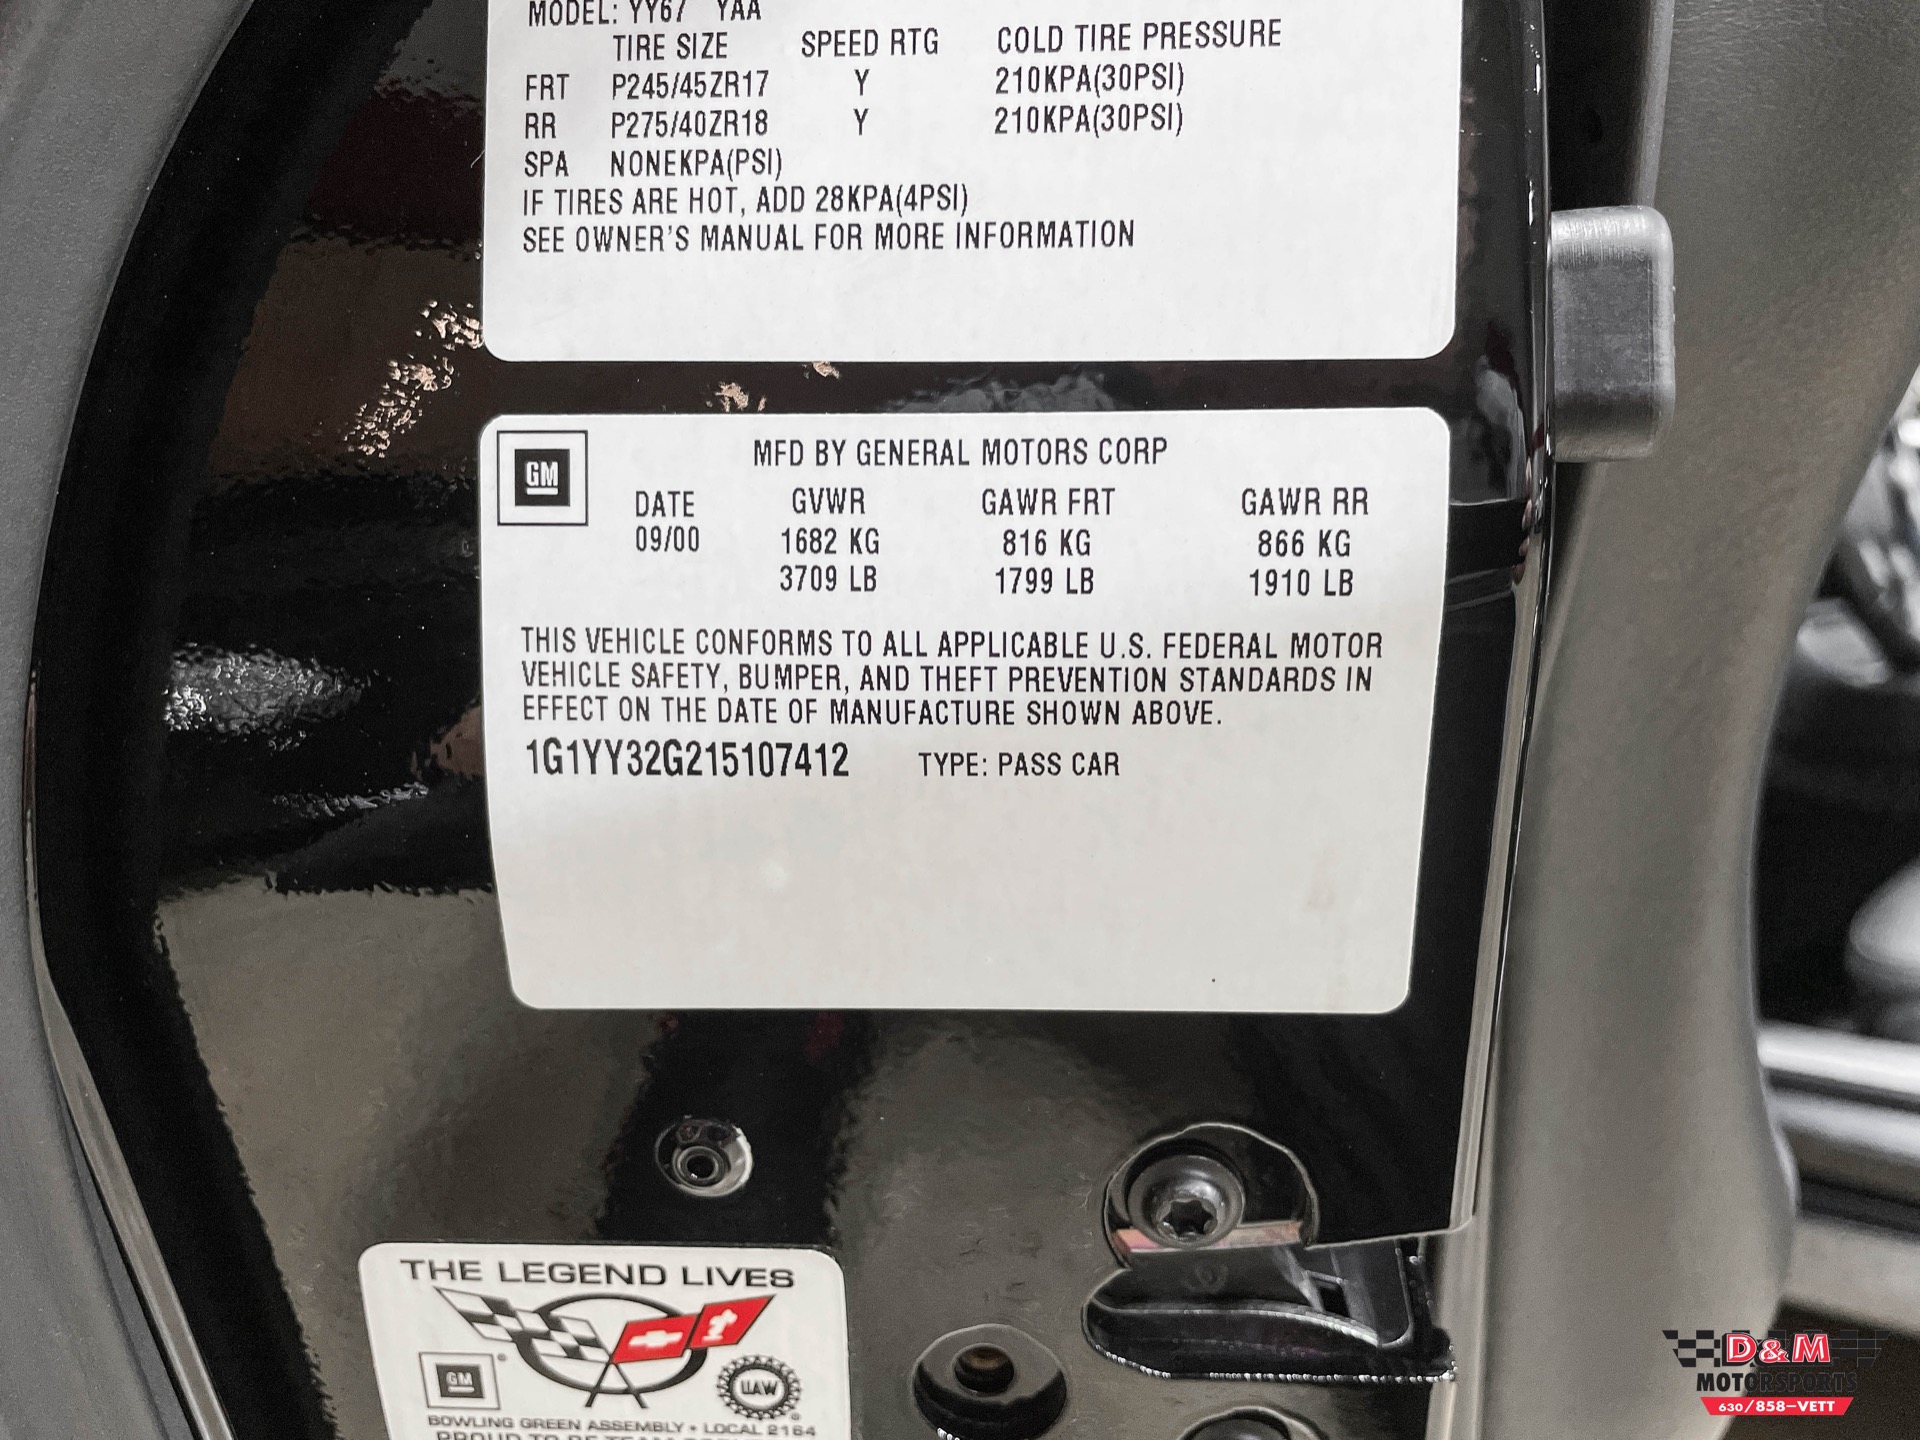 MODEL: YY67 YAA
TIRE SIZE SPEED RTG COLD TIRE PRESSURE
FRT P245/45ZR17 Y 210KPA(30PSI)
RR P275/40ZR18 Y 210KPA(30PSI)
SPA NONEKPA(PSI)
IF TIRES ARE HOT, ADD 28KPA(4PSI)
SEE OWNER'S MANUAL FOR MORE INFORMATION
GM
MFD BY GENERAL MOTORS CORP
DATE GVWR GAWR FRT GAWR RR
09/00 1682 KG 816 KG 866 KG
3709 LB 1799 LB 1910 LB
THIS VEHICLE CONFORMS TO ALL APPLICABLE U.S. FEDERAL MOTOR
VEHICLE SAFETY, BUMPER, AND THEFT PREVENTION STANDARDS IN
EFFECT ON THE DATE OF MANUFACTURE SHOWN ABOVE.
1G1YY32G215107412 TYPE: PASS CAR
THE LEGEND LIVES
GM ® UAW
BOWLING GREEN ASSEMBLY • LOCAL 2164
PROUD TO BE
D&M
MOTORSPORTS
630/858-VETT